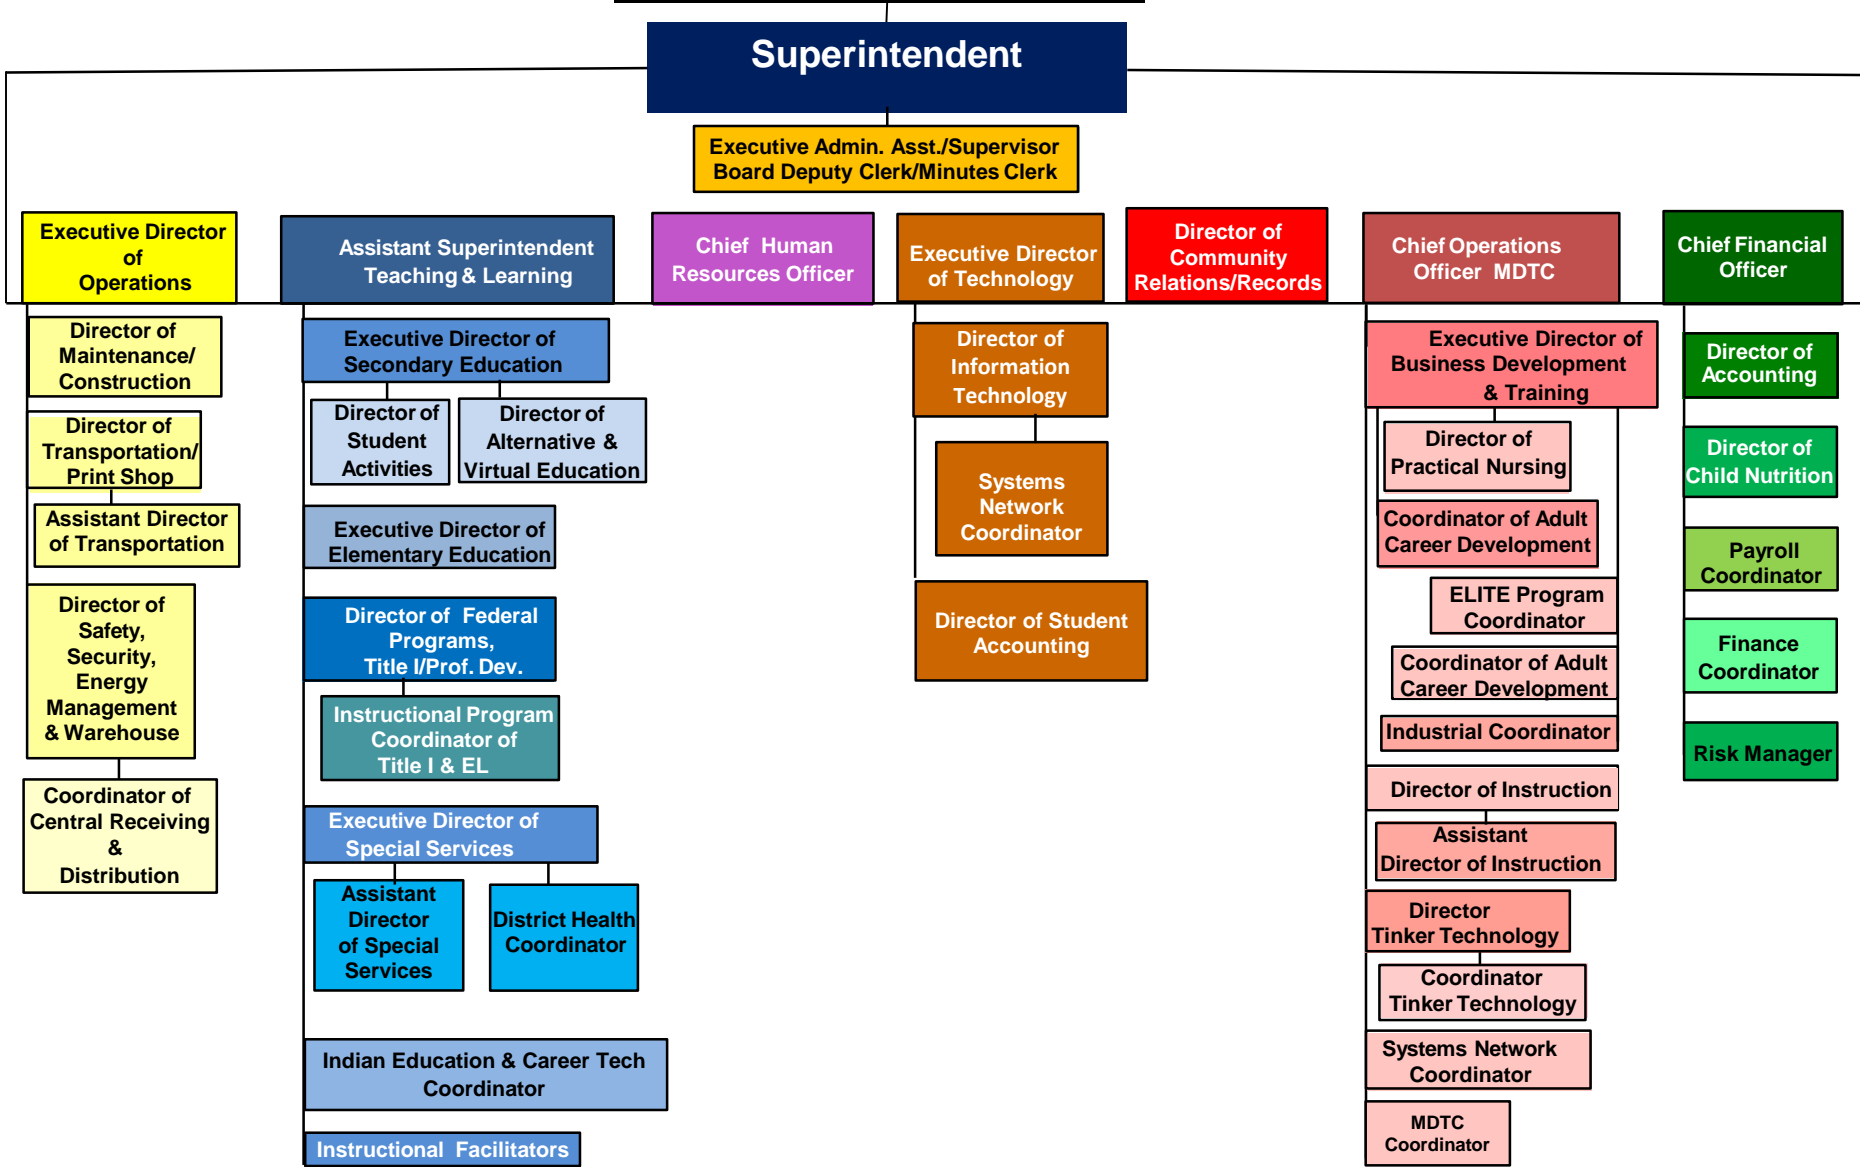 Superintendent
Executive Admin. Asst./Supervisor
Board Deputy Clerk/Minutes Clerk
Executive Director
of
Operations
Director of
Maintenance/
Construction
Director of
Transportation/
Print Shop
Assistant Director
of Transportation
Director of
Safety,
Security,
Energy
Management
& Warehouse
Coordinator of
Central Receiving
&
Distribution
Assistant Superintendent
Teaching & Learning
Executive Director of
Secondary Education
Director of
Student
Activities
Director of
Alternative &
Virtual Education
Executive Director of
Elementary Education
Director of Federal
Programs,
Title I/Prof. Dev.
Instructional Program
Coordinator of
Title I & EL
Executive Director of
Special Services
Assistant
Director
of Special
Services
District Health
Coordinator
Indian Education & Career Tech
Coordinator
Instructional Facilitators
Chief Human
Resources Officer
Executive Director
of Technology
Director of
Information
Technology
Systems
Network
Coordinator
Director of Student
Accounting
Director of
Community
Relations/Records
Chief Operations
Officer MDTC
Executive Director of
Business Development
& Training
Director of
Practical Nursing
Coordinator of Adult
Career Development
ELITE Program
Coordinator
Coordinator of Adult
Career Development
Industrial Coordinator
Director of Instruction
Assistant
Director of Instruction
Director
Tinker Technology
Coordinator
Tinker Technology
Systems Network
Coordinator
MDTC
Coordinator
Chief Financial
Officer
Director of
Accounting
Director of
Child Nutrition
Payroll
Coordinator
Finance
Coordinator
Risk Manager